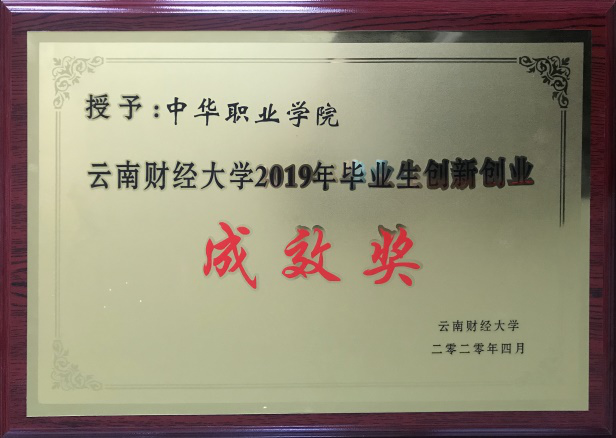 授予:中华职业学院
云南财经大学2019年毕业生创新创业
成效奖
云南财经大学
二零二零年四月